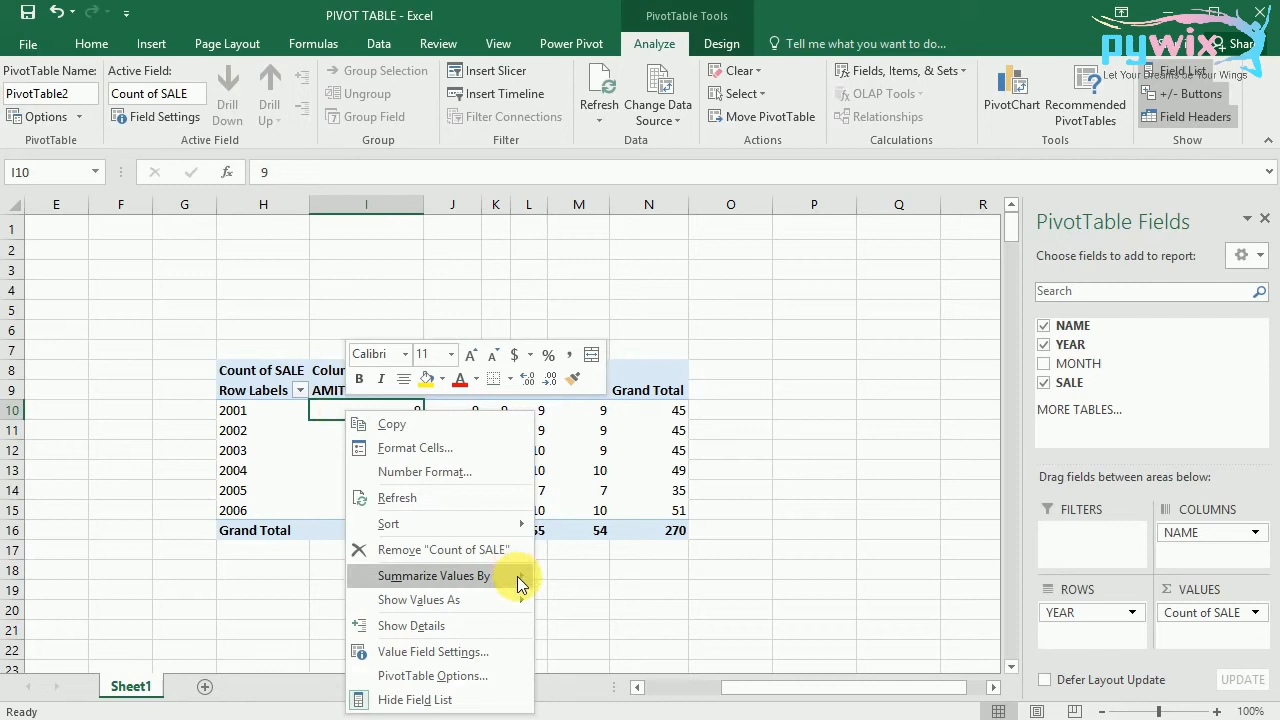 PIVOT TABLE - Excel
PivotTable Tools
pywix
Let Your Dreams On Your Wings
File Home Insert Page Layout Formulas Data Review View Power Pivot Analyze Design Tell me what you want to do... Share
PivotTable Name: Active Field:
PivotTable2 Count of SALE
Options Field Settings
Drill Down
Drill Up
Group Selection
Ungroup
Group Field
Insert Slicer
Insert Timeline
Filter Connections
Refresh
Change Data Source
Clear
Select
Move PivotTable
Fields, Items, & Sets
OLAP Tools
Relationships
PivotChart
Recommended PivotTables
Field List
+/- Buttons
Field Headers
PivotTable Active Field Group Filter Data Actions Calculations Tools Show
I10 fx 9
E F G H I J K L M N O P Q R
1
2
3
4
5
6
7
8 Count of SALE
9 Row Labels AMIT Grand Total
10 2001 9 9 45
11 2002 9 9 45
12 2003 10 9 45
13 2004 10 10 49
14 2005 7 7 35
15 2006 10 10 51
16 Grand Total 54 270
17
18
19
20
21
22
23
Calibri 11 $ % ,
B I A
Copy
Format Cells...
Number Format...
Refresh
Sort
Remove "Count of SALE"
Summarize Values By
Show Values As
Show Details
Value Field Settings...
PivotTable Options...
Hide Field List
PivotTable Fields
Choose fields to add to report:
Search
NAME
YEAR
MONTH
SALE
MORE TABLES...
Drag fields between areas below:
FILTERS COLUMNS
NAME
ROWS Σ VALUES
YEAR Count of SALE
Defer Layout Update UPDATE
Sheet1
Ready 100%